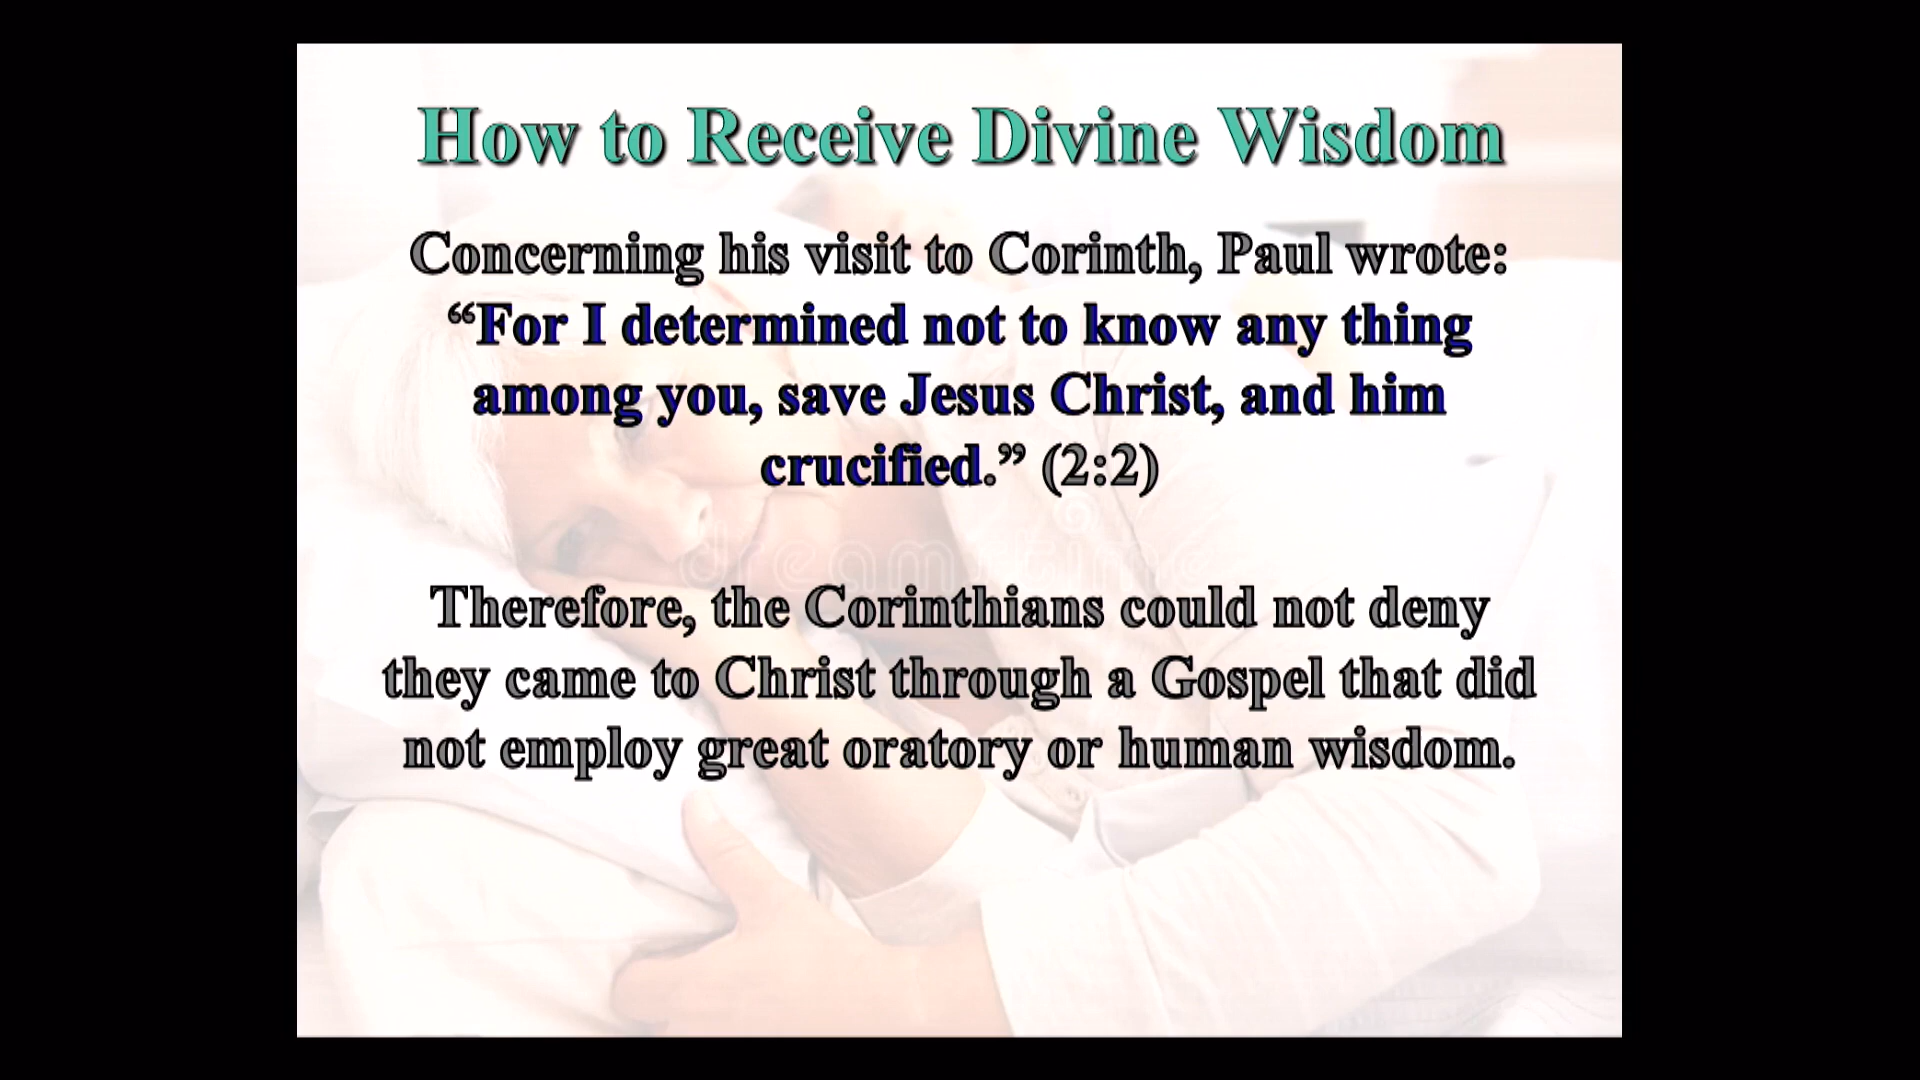 How to Receive Divine Wisdom
Concerning his visit to Corinth, Paul wrote:
“For I determined not to know any thing
among you, save Jesus Christ, and him
crucified.” (2:2)
dreamstime
Therefore, the Corinthians could not deny
they came to Christ through a Gospel that did
not employ great oratory or human wisdom.